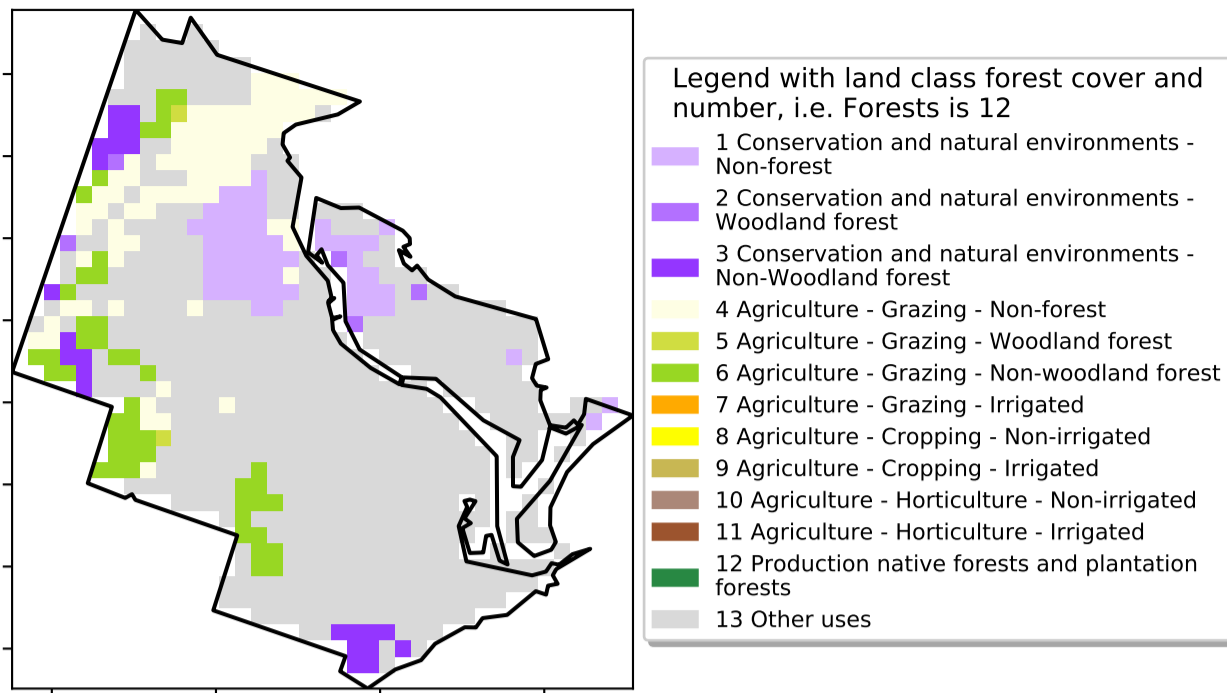 Legend with land class forest cover and
number, i.e. Forests is 12
1 Conservation and natural environments -
Non-forest
2 Conservation and natural environments -
Woodland forest
3 Conservation and natural environments -
Non-Woodland forest
4 Agriculture - Grazing - Non-forest
5 Agriculture - Grazing - Woodland forest
6 Agriculture - Grazing - Non-woodland forest
7 Agriculture - Grazing - Irrigated
8 Agriculture - Cropping - Non-irrigated
9 Agriculture - Cropping - Irrigated
10 Agriculture - Horticulture - Non-irrigated
11 Agriculture - Horticulture - Irrigated
12 Production native forests and plantation
forests
13 Other uses